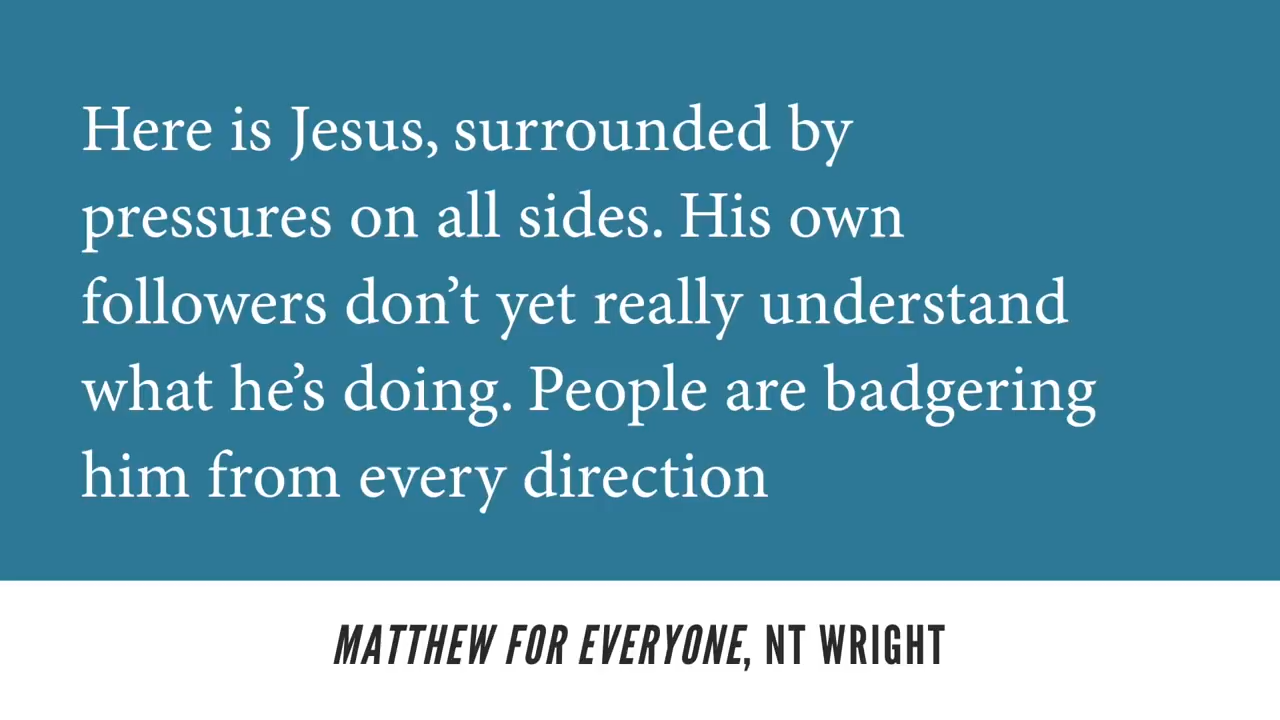 Here is Jesus, surrounded by
pressures on all sides. His own
followers don’t yet really understand
what he’s doing. People are badgering
him from every direction
MATTHEW FOR EVERYONE, NT WRIGHT